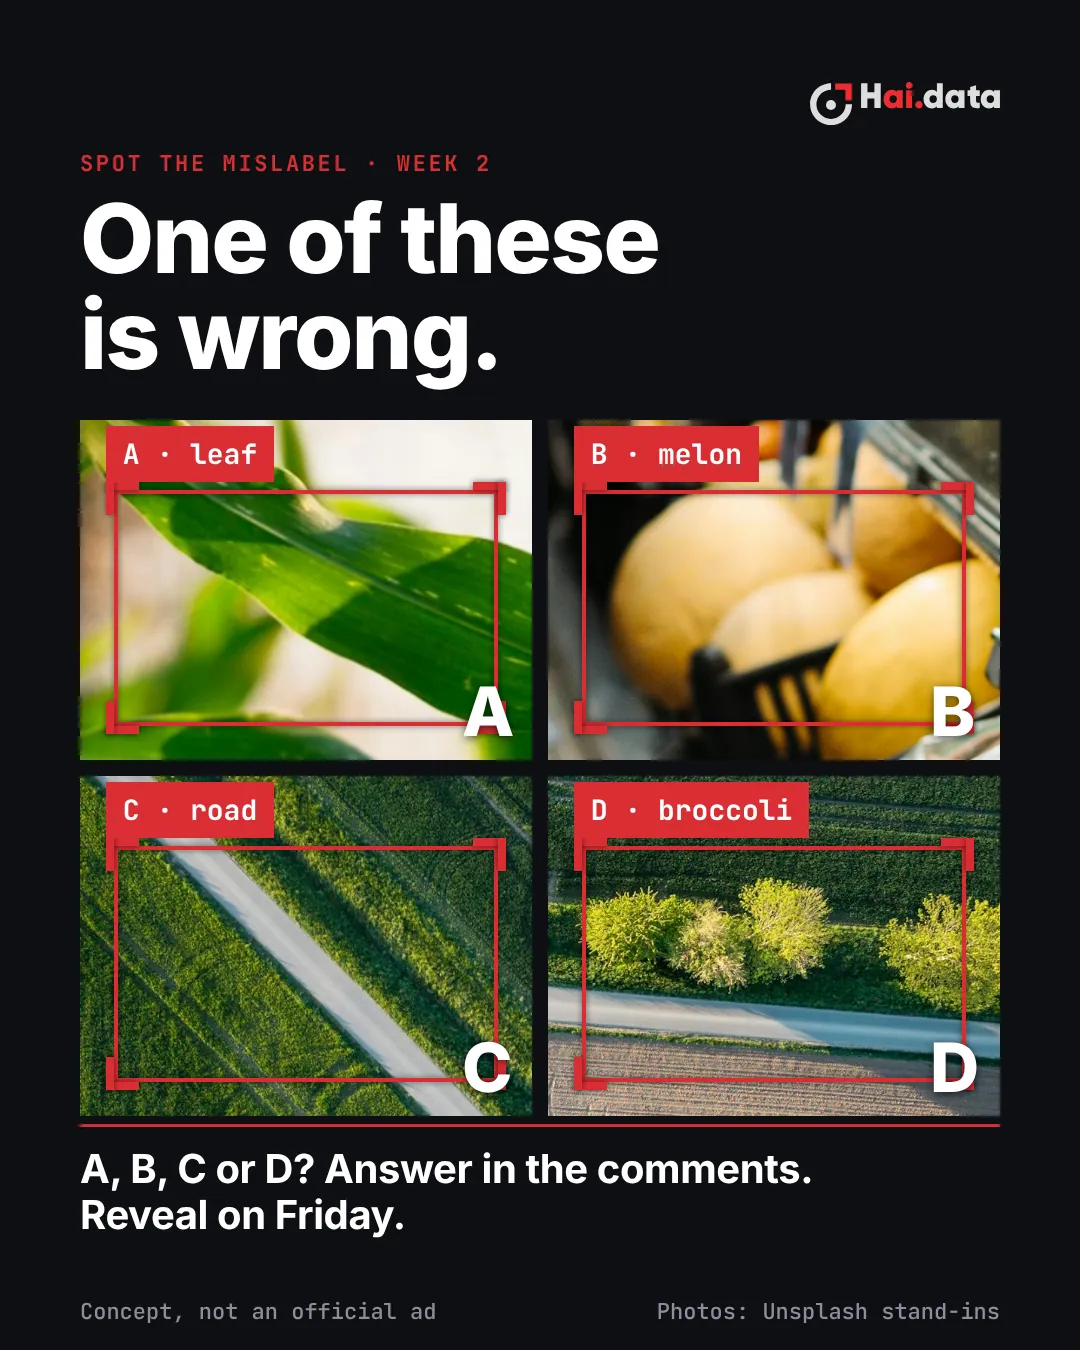 Hai.data
SPOT THE MISLABEL · WEEK 2
One of these
is wrong.
A · leaf
A
B · melon
B
C · road
C
D · broccoli
D
A, B, C or D? Answer in the comments.
Reveal on Friday.
Concept, not an official ad
Photos: Unsplash stand-ins